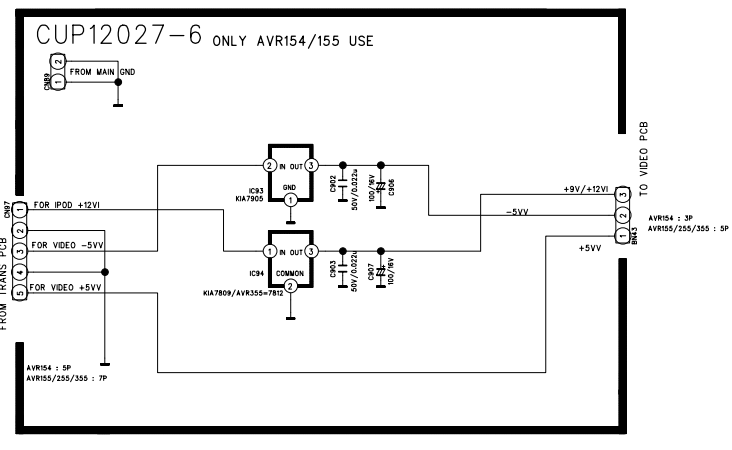 CUP12027-6 ONLY AVR154/155 USE
2
FROM MAIN GND
1
CN89
2 IN OUT 3
GND
1
IC93
KIA7905
C902
50V/0.022u
100/16V
C906
+9V/+12VI
-5VV
+5VV
3
2
1
BN43
TO VIDEO PCB
AVR154 : 3P
AVR155/255/355 : 5P
CN97
1 FOR IPOD +12VI
2
3 FOR VIDEO -5VV
4
5 FOR VIDEO +5VV
FROM TRANS PCB
1 IN OUT 3
COMMON
2
IC94
KIA7809/AVR355=7812
C903
50V/0.022u
C907
100/16V
AVR154 : 5P
AVR155/255/355 : 7P